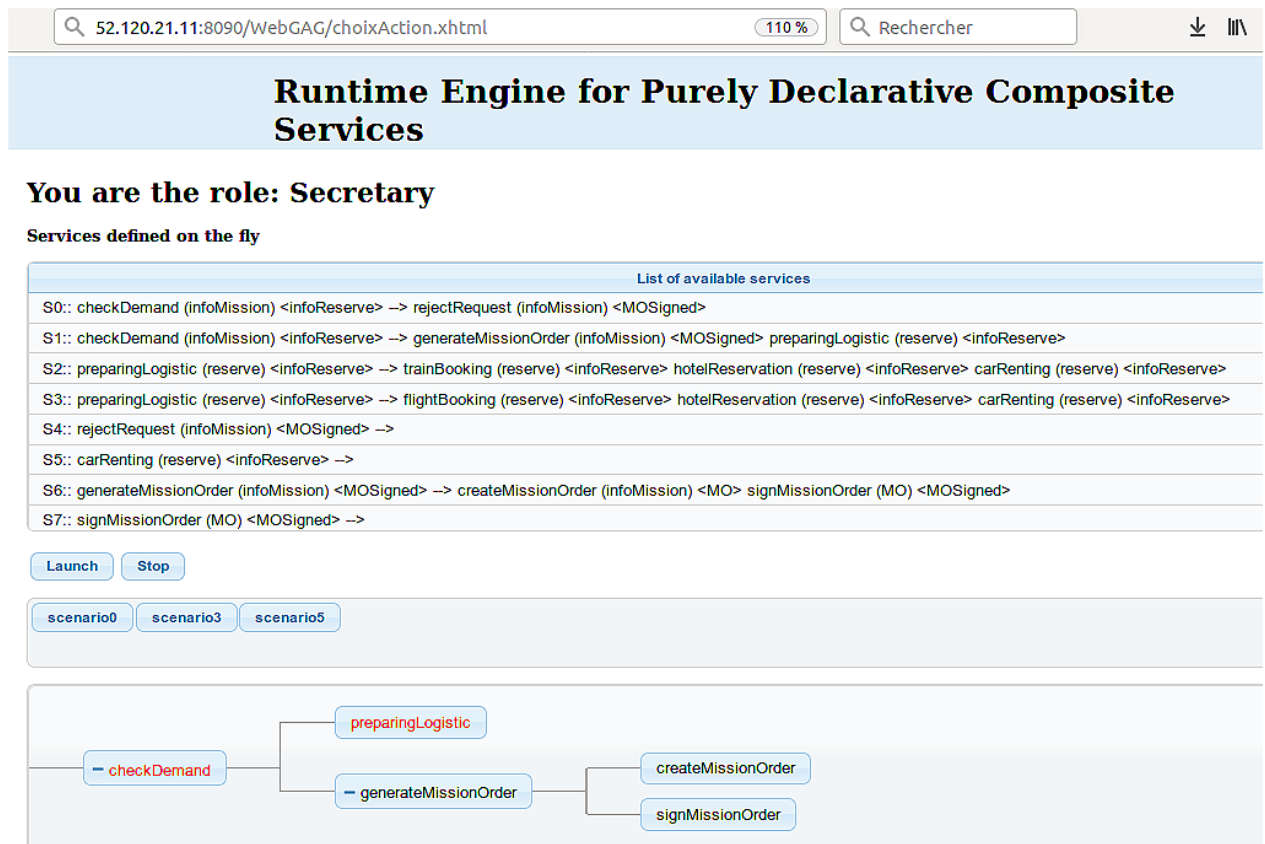 52.120.21.11:8090/WebGAG/choixAction.xhtml 110 % Rechercher
Runtime Engine for Purely Declarative Composite
Services
You are the role: Secretary
Services defined on the fly
List of available services
S0:: checkDemand (infoMission) <infoReserve> --> rejectRequest (infoMission) <MOSigned>
S1:: checkDemand (infoMission) <infoReserve> --> generateMissionOrder (infoMission) <MOSigned> preparingLogistic (reserve) <infoReserve>
S2:: preparingLogistic (reserve) <infoReserve> --> trainBooking (reserve) <infoReserve> hotelReservation (reserve) <infoReserve> carRenting (reserve) <infoReserve>
S3:: preparingLogistic (reserve) <infoReserve> --> flightBooking (reserve) <infoReserve> hotelReservation (reserve) <infoReserve> carRenting (reserve) <infoReserve>
S4:: rejectRequest (infoMission) <MOSigned> -->
S5:: carRenting (reserve) <infoReserve> -->
S6:: generateMissionOrder (infoMission) <MOSigned> --> createMissionOrder (infoMission) <MO> signMissionOrder (MO) <MOSigned>
S7:: signMissionOrder (MO) <MOSigned> -->
Launch Stop
scenario0 scenario3 scenario5
preparingLogistic
checkDemand
generateMissionOrder
createMissionOrder
signMissionOrder